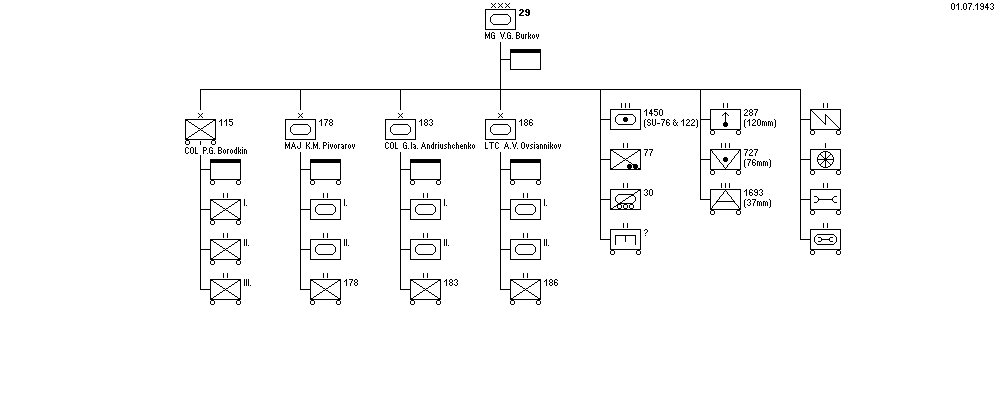 01.07.1943
29
MG V.G. Burkov
115
COL P.G. Borodkin
I.
II.
III.
178
MAJ K.M. Pivorarov
I.
II.
178
183
COL G.Ia. Andriushchenko
I.
II.
183
186
LTC A.V. Ovsiannikov
I.
II.
186
1450
(SU-76 & 122)
77
30
?
287
(120mm)
727
(76mm)
1693
(37mm)